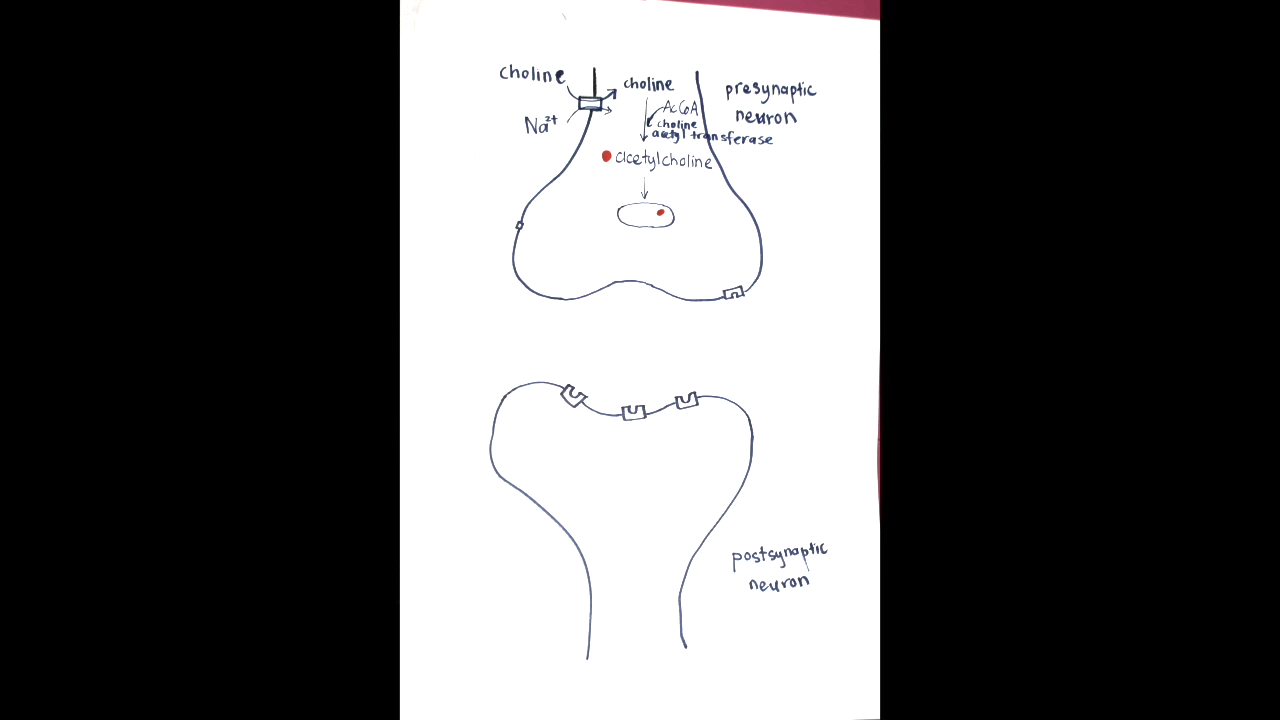 choline
Na²⁺
choline
AcCoA
choline
acetyl transferase
acetylcholine
presynaptic
neuron
postsynaptic
neuron